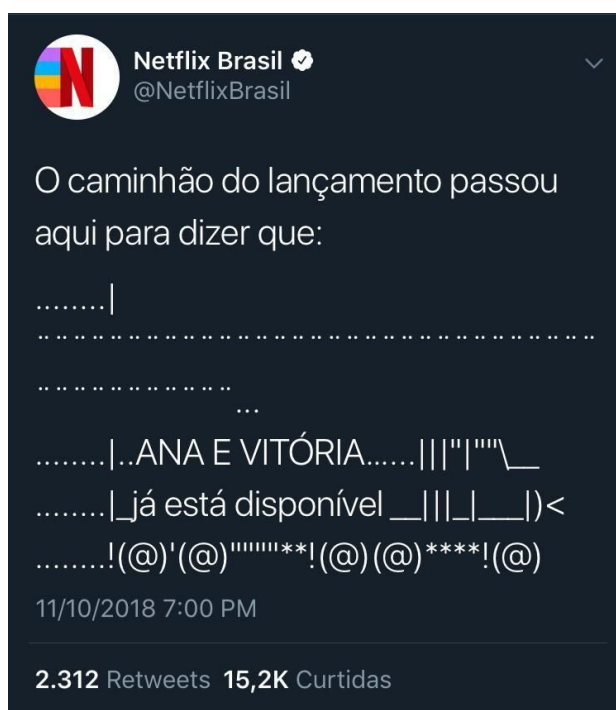 Netflix Brasil
@NetflixBrasil
O caminhão do lançamento passou
aqui para dizer que:
........|
¨¨¨¨¨¨¨¨¨¨¨¨¨¨¨¨¨¨¨¨¨¨¨¨¨¨¨¨¨¨¨
¨¨¨¨¨¨¨¨¨¨¨...
........|..ANA E VITÓRIA......|||"|""\__
........|_já está disponível __|||_|___|)<
........!(@)'(@)""""**!(@)(@)****!(@)
11/10/2018 7:00 PM
2.312 Retweets 15,2K Curtidas